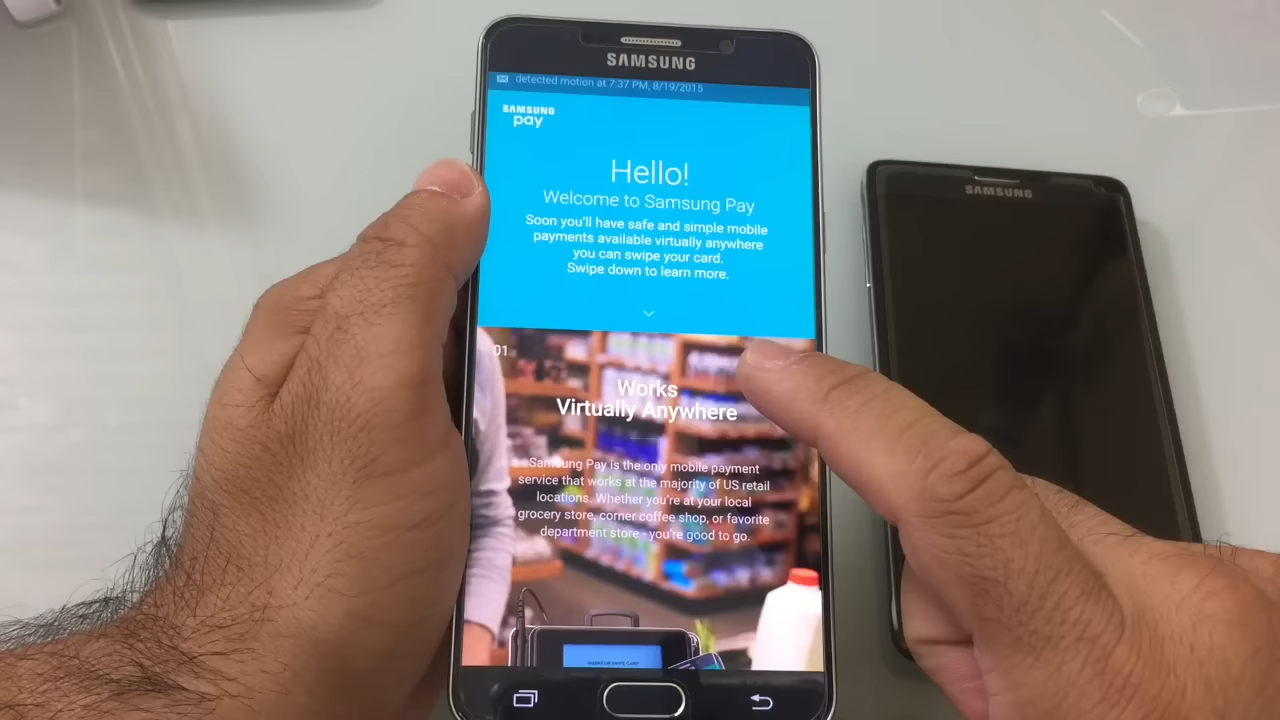 SAMSUNG
detected motion at 7:37 PM, 8/19/2015
SAMSUNG
pay
Hello!
Welcome to Samsung Pay
Soon you'll have safe and simple mobile
payments available virtually anywhere
you can swipe your card.
Swipe down to learn more.
01
Works
Virtually Anywhere
Samsung Pay is the only mobile payment
service that works at the majority of US retail
locations. Whether you're at your local
grocery store, corner coffee shop, or favorite
department store - you're good to go.
INSERT OR SWIPE CARD
SAMSUNG